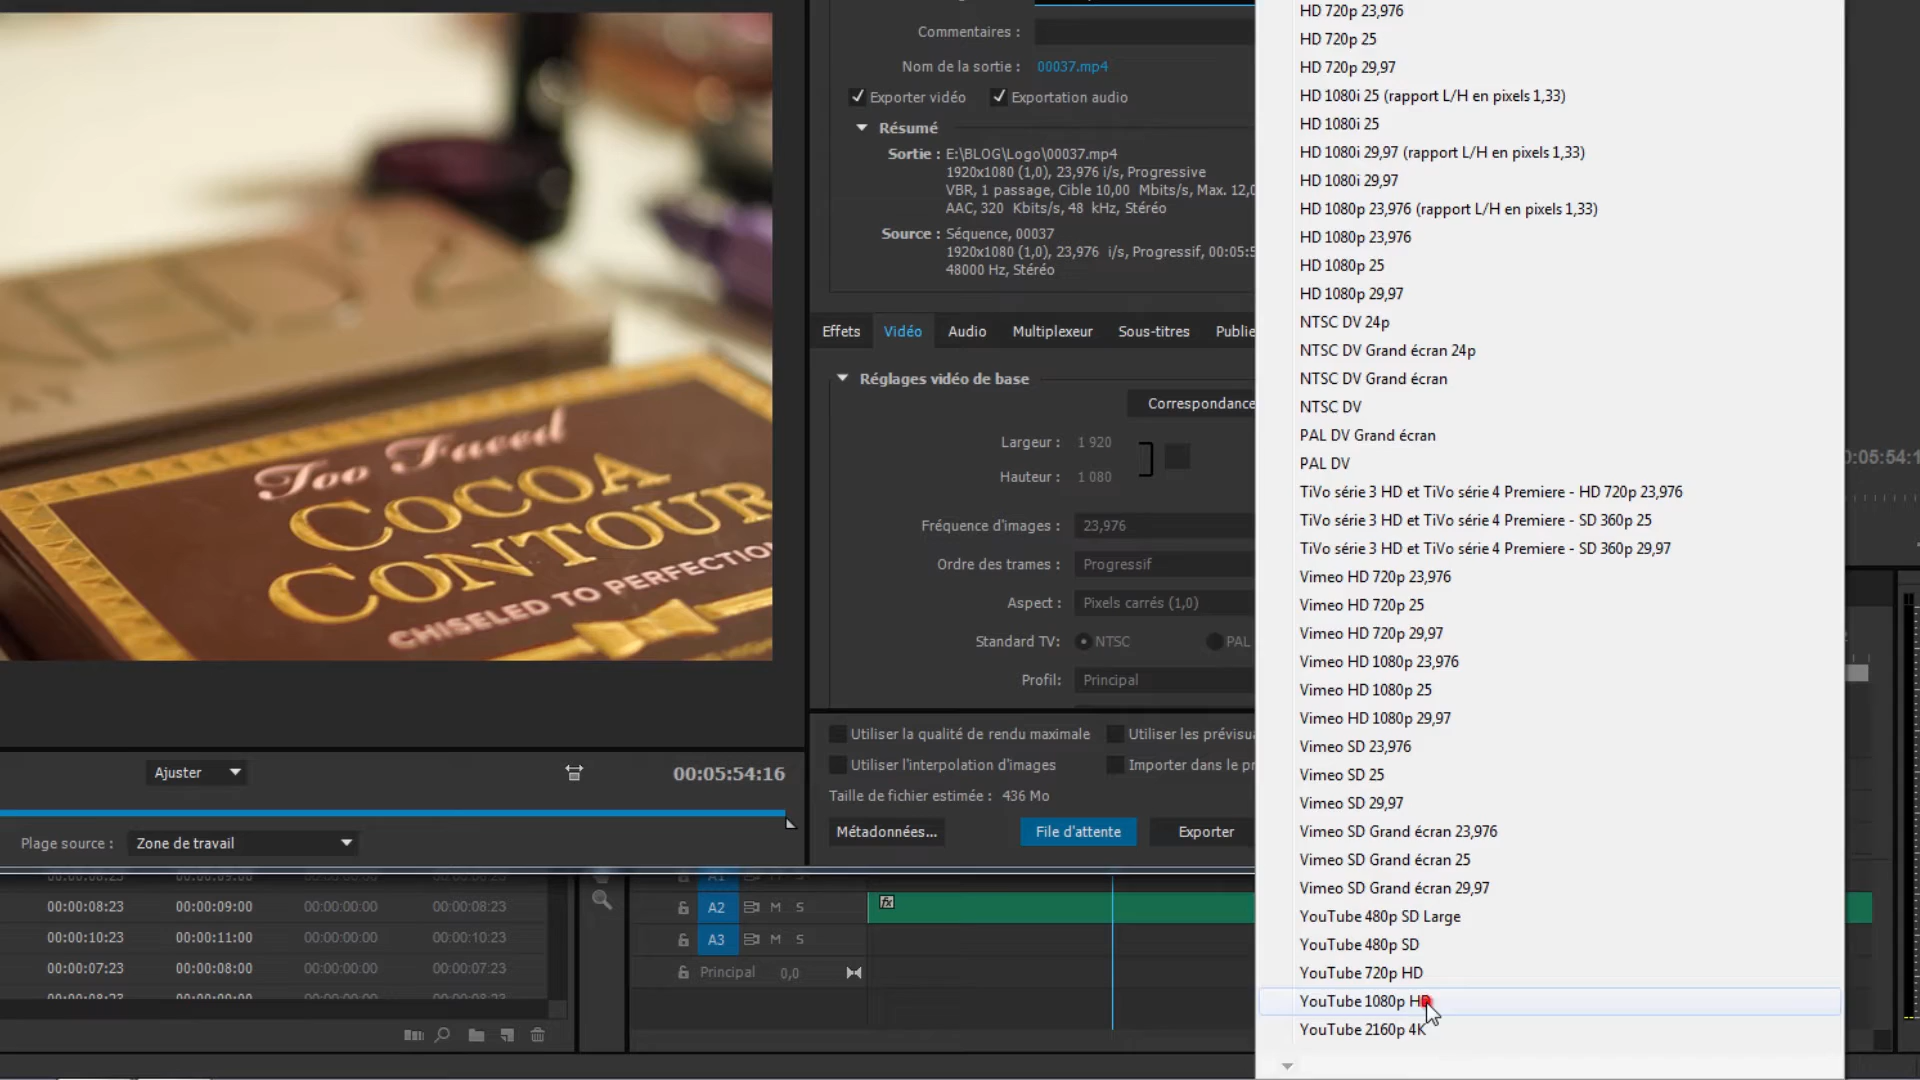 Too Faced
COCOA
CONTOUR
CHISELED TO PERFECTION
Ajuster
00:05:54:16
Plage source :
Zone de travail
Commentaires :
Nom de la sortie :
00037.mp4
Exporter vidéo
Exportation audio
Résumé
Sortie : E:\BLOG\Logo\00037.mp4
1920x1080 (1,0), 23,976 i/s, Progressive
VBR, 1 passage, Cible 10,00 Mbits/s, Max. 12,0
AAC, 320 Kbits/s, 48 kHz, Stéréo
Source : Séquence, 00037
1920x1080 (1,0), 23,976 i/s, Progressif, 00:05:5
48000 Hz, Stéréo
Effets
Vidéo
Audio
Multiplexeur
Sous-titres
Publie
Réglages vidéo de base
Correspondance
Largeur : 1 920
Hauteur : 1 080
Fréquence d'images : 23,976
Ordre des trames : Progressif
Aspect : Pixels carrés (1,0)
Standard TV: NTSC PAL
Profil: Principal
Utiliser la qualité de rendu maximale
Utiliser les prévisua
Utiliser l'interpolation d'images
Importer dans le pr
Taille de fichier estimée : 436 Mo
Métadonnées...
File d'attente
Exporter
HD 720p 23,976
HD 720p 25
HD 720p 29,97
HD 1080i 25 (rapport L/H en pixels 1,33)
HD 1080i 25
HD 1080i 29,97 (rapport L/H en pixels 1,33)
HD 1080i 29,97
HD 1080p 23,976 (rapport L/H en pixels 1,33)
HD 1080p 23,976
HD 1080p 25
HD 1080p 29,97
NTSC DV 24p
NTSC DV Grand écran 24p
NTSC DV Grand écran
NTSC DV
PAL DV Grand écran
PAL DV
TiVo série 3 HD et TiVo série 4 Premiere - HD 720p 23,976
TiVo série 3 HD et TiVo série 4 Premiere - SD 360p 25
TiVo série 3 HD et TiVo série 4 Premiere - SD 360p 29,97
Vimeo HD 720p 23,976
Vimeo HD 720p 25
Vimeo HD 720p 29,97
Vimeo HD 1080p 23,976
Vimeo HD 1080p 25
Vimeo HD 1080p 29,97
Vimeo SD 23,976
Vimeo SD 25
Vimeo SD 29,97
Vimeo SD Grand écran 23,976
Vimeo SD Grand écran 25
Vimeo SD Grand écran 29,97
YouTube 480p SD Large
YouTube 480p SD
YouTube 720p HD
YouTube 1080p HD
YouTube 2160p 4K
0:05:54:1
00:00:08:23 00:00:09:00 00:00:00:00 00:00:08:23
00:00:10:23 00:00:11:00 00:00:00:00 00:00:10:23
00:00:07:23 00:00:08:00 00:00:00:00 00:00:07:23
A1
A2 M S
fx
A3 M S
Principal 0,0